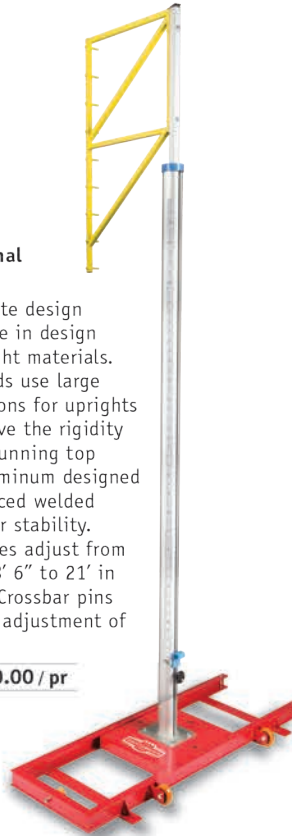 nal
te design
e in design
ht materials.
ds use large
ons for uprights
ve the rigidity
unning top
minum designed
ced welded
r stability.
es adjust from
3' 6" to 21' in
Crossbar pins
adjustment of
0.00 / pr